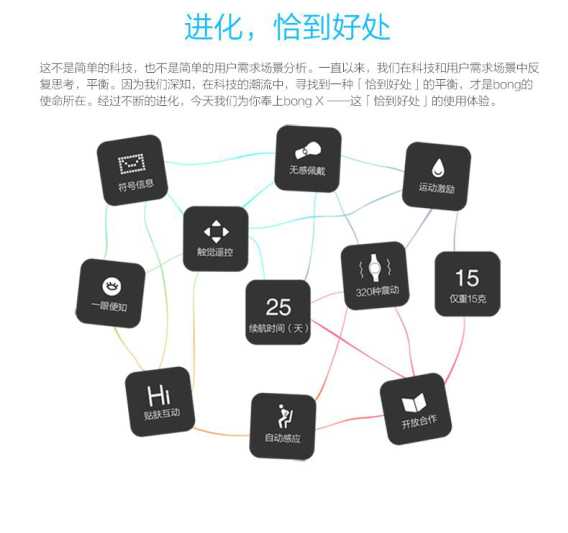 进化，恰到好处
这不是简单的科技，也不是简单的用户需求场景分析。一直以来，我们在科技和用户需求场景中反
复思考，平衡。因为我们深知，在科技的潮流中，寻找到一种「恰到好处」的平衡，才是bong的
使命所在。经过不断的进化，今天我们为你奉上bong X ——这「恰到好处」的使用体验。
符号信息
无感佩戴
运动激励
触觉遥控
一眼便知
320种震动
15
仅重15克
25
续航时间（天）
Hi
贴肤互动
自动感应
开放合作